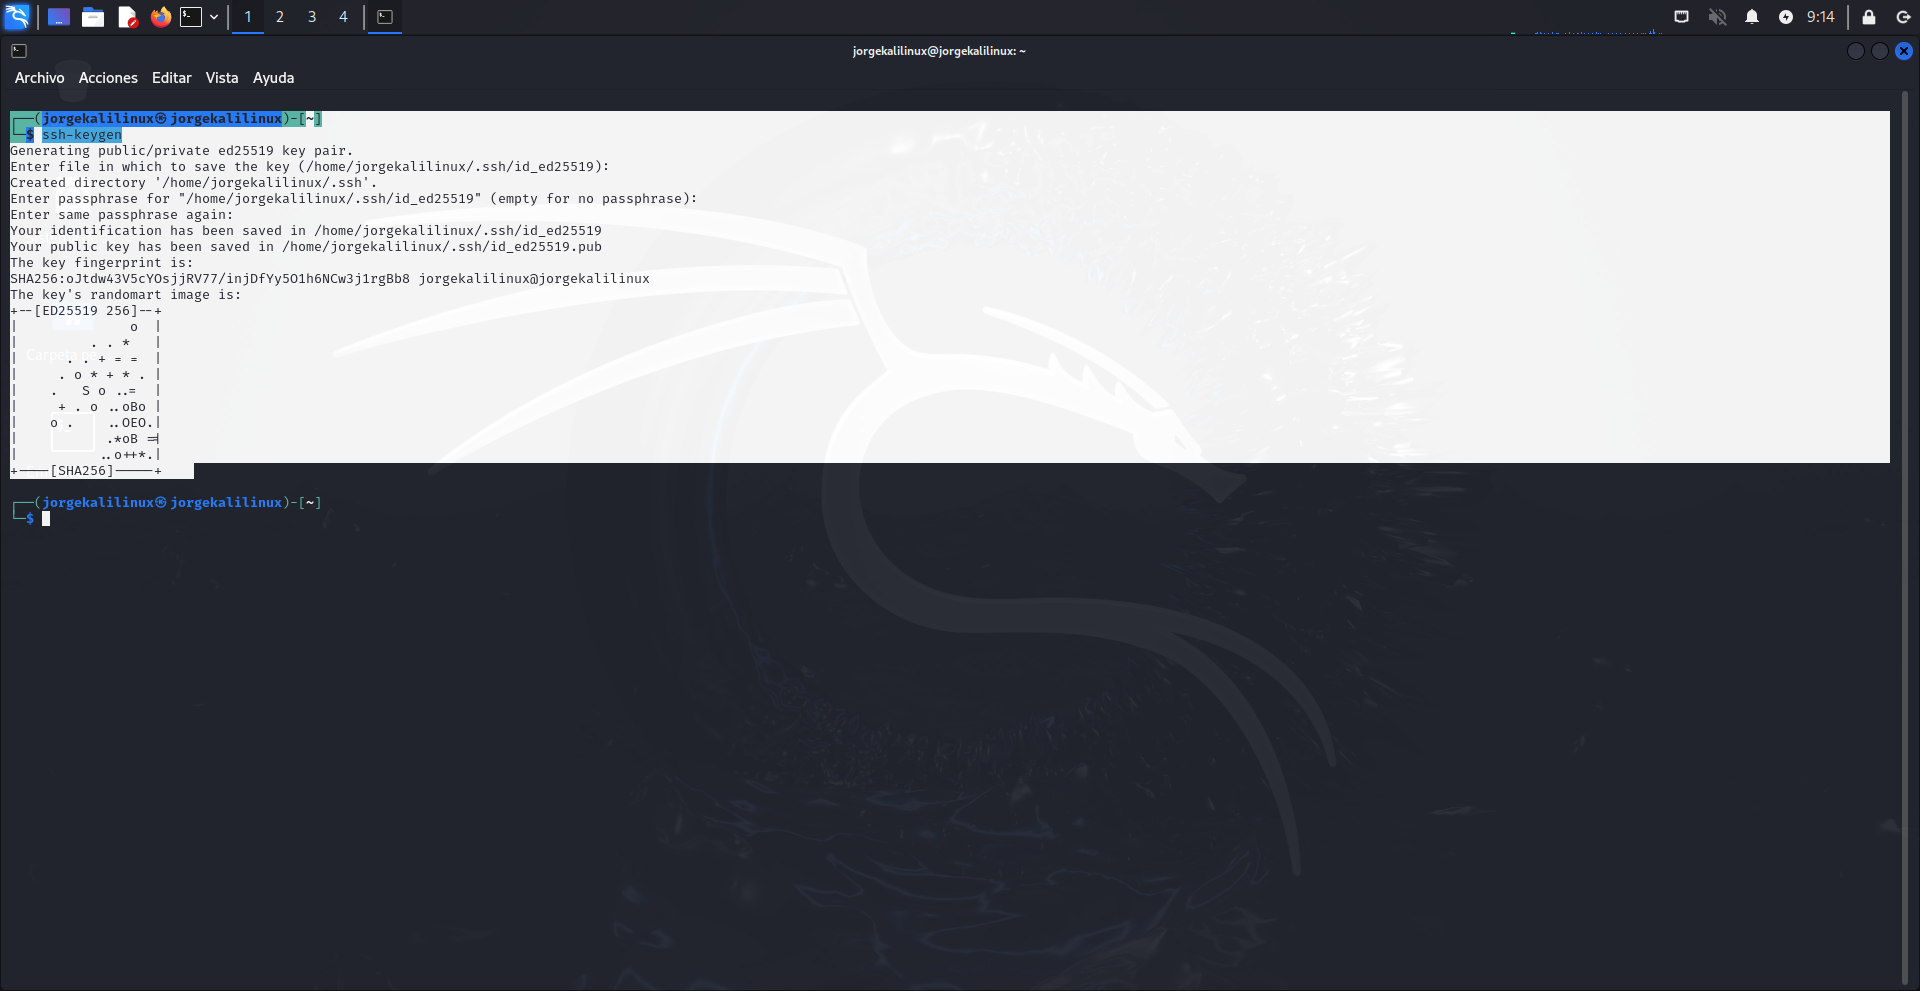 1 2 3 4 9:14
jorgekalilinux@jorgekalilinux: ~
Archivo Acciones Editar Vista Ayuda
┌──(jorgekalilinux㉿jorgekalilinux)-[~]
└─$ ssh-keygen
Generating public/private ed25519 key pair.
Enter file in which to save the key (/home/jorgekalilinux/.ssh/id_ed25519):
Created directory '/home/jorgekalilinux/.ssh'.
Enter passphrase for "/home/jorgekalilinux/.ssh/id_ed25519" (empty for no passphrase):
Enter same passphrase again:
Your identification has been saved in /home/jorgekalilinux/.ssh/id_ed25519
Your public key has been saved in /home/jorgekalilinux/.ssh/id_ed25519.pub
The key fingerprint is:
SHA256:oJtdw43V5cYOsjjRV77/injDfYy5O1h6NCw3j1rgBb8 jorgekalilinux@jorgekalilinux
The key's randomart image is:
+--[ED25519 256]--+
|              o  |
|         . . *   |
|      . . + = =  |
|     . o * + * . |
|    .   S o ..=  |
|     + . o ..oBo |
|    o .    ..OEO.|
|           .*oB =|
|          ..o++*.|
+----[SHA256]-----+
Carpeta pe
┌──(jorgekalilinux㉿jorgekalilinux)-[~]
└─$